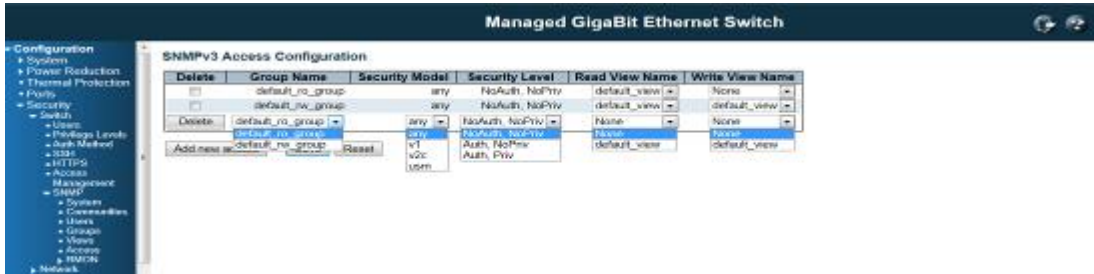 Managed GigaBit Ethernet Switch
Configuration
System
Power Reduction
Thermal Protection
Ports
Security
Switch
Users
Privilege Levels
Auth Method
SSH
HTTPS
Access
Management
SNMP
System
Communities
Users
Groups
Views
Access
RMON
Network
SNMPv3 Access Configuration
Delete Group Name Security Model Security Level Read View Name Write View Name
default_ro_group any NoAuth, NoPriv default_view None
default_rw_group any NoAuth, NoPriv default_view default_view
Delete default_ro_group any NoAuth, NoPriv None None
default_ro_group any NoAuth, NoPriv None None
default_rw_group v1 Auth, NoPriv default_view default_view
v2c Auth, Priv
usm
Add new Reset